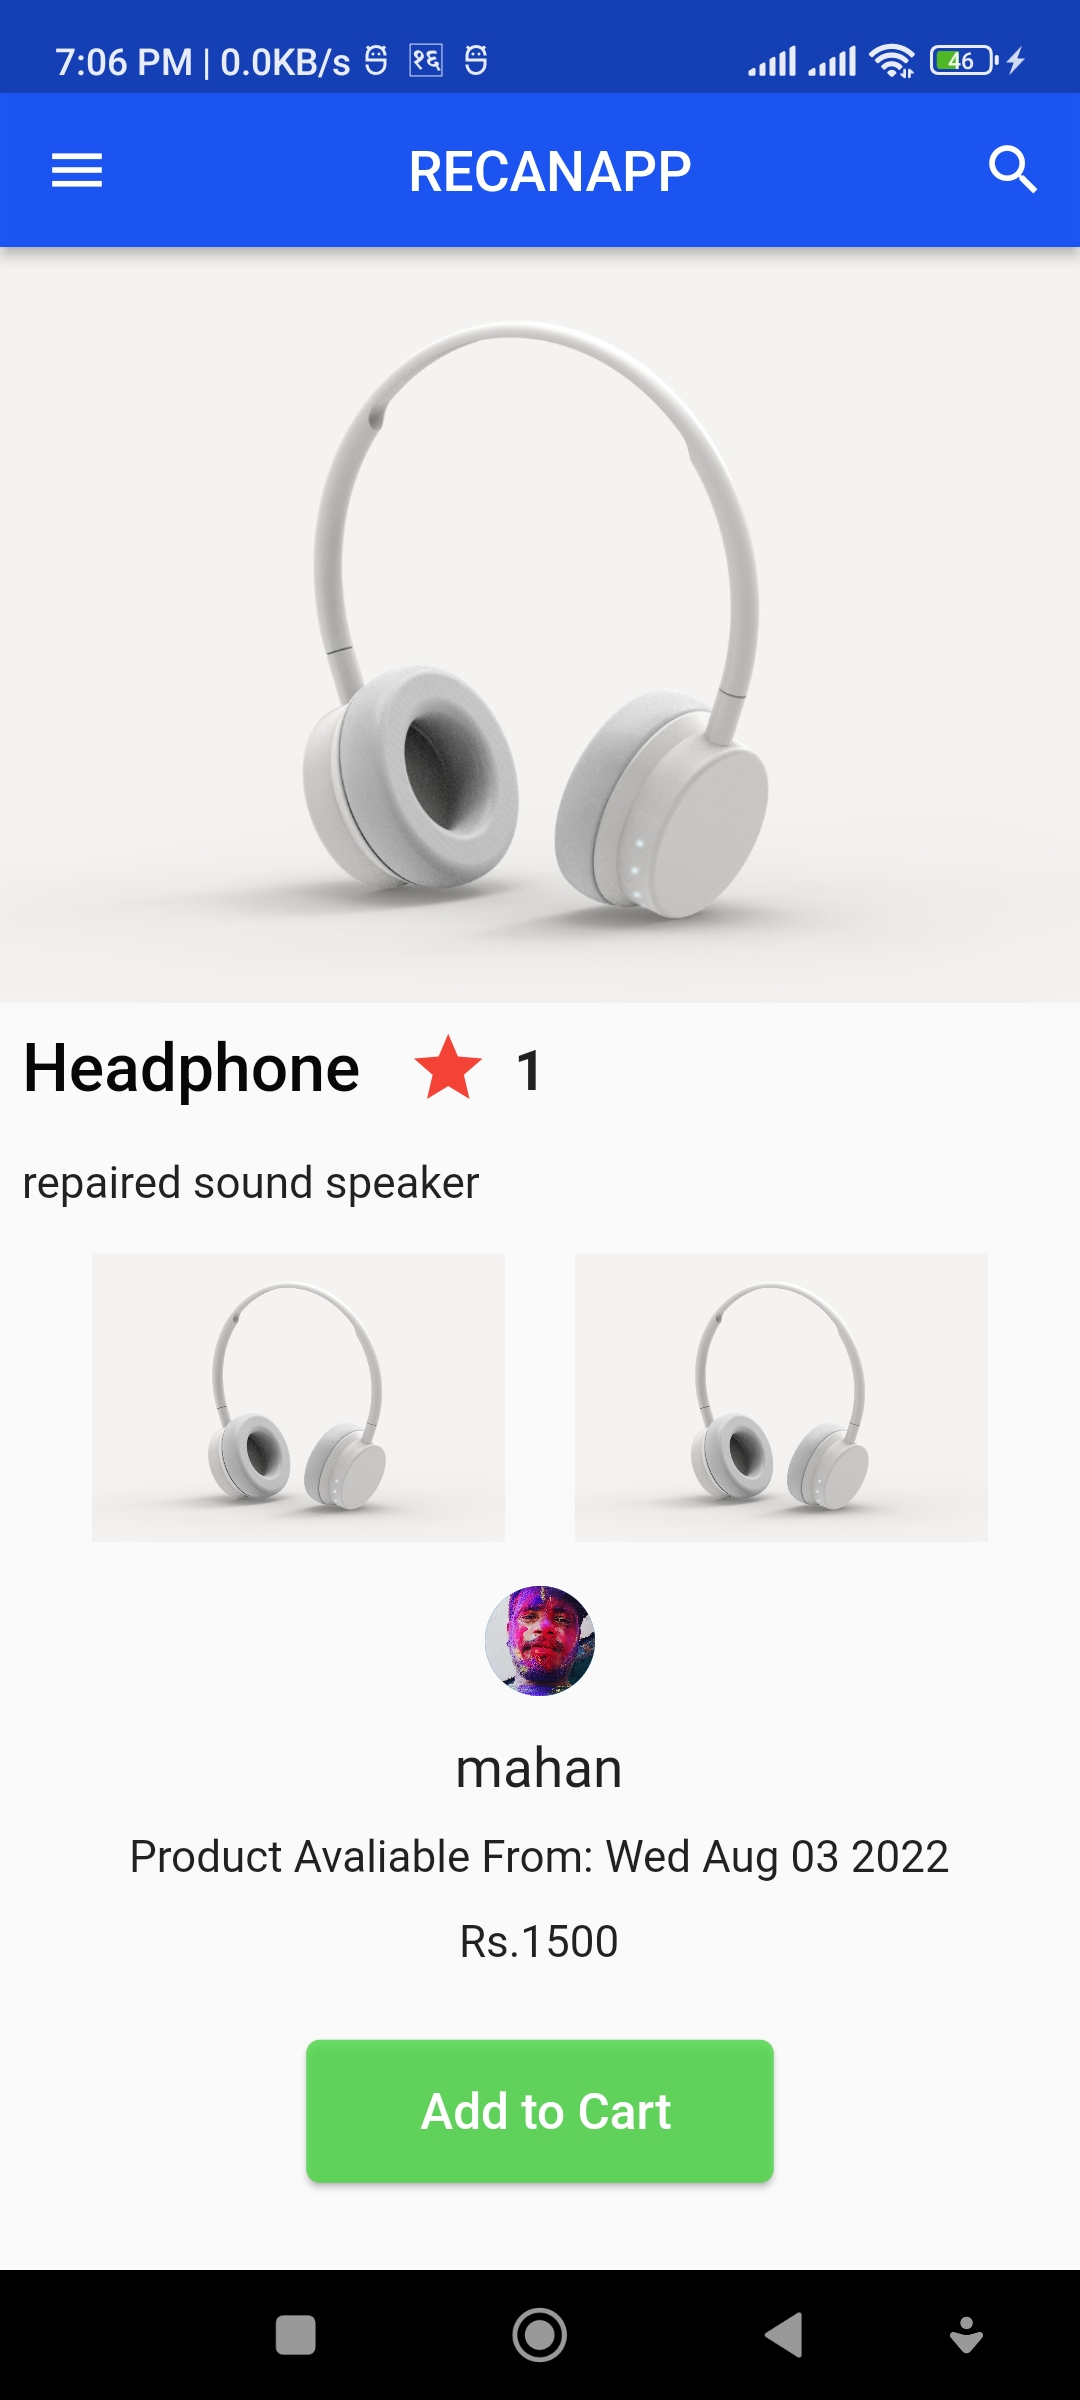 7:06 PM | 0.0KB/s १६ 46
RECANAPP
Headphone 1
repaired sound speaker
mahan
Product Avaliable From: Wed Aug 03 2022
Rs.1500
Add to Cart